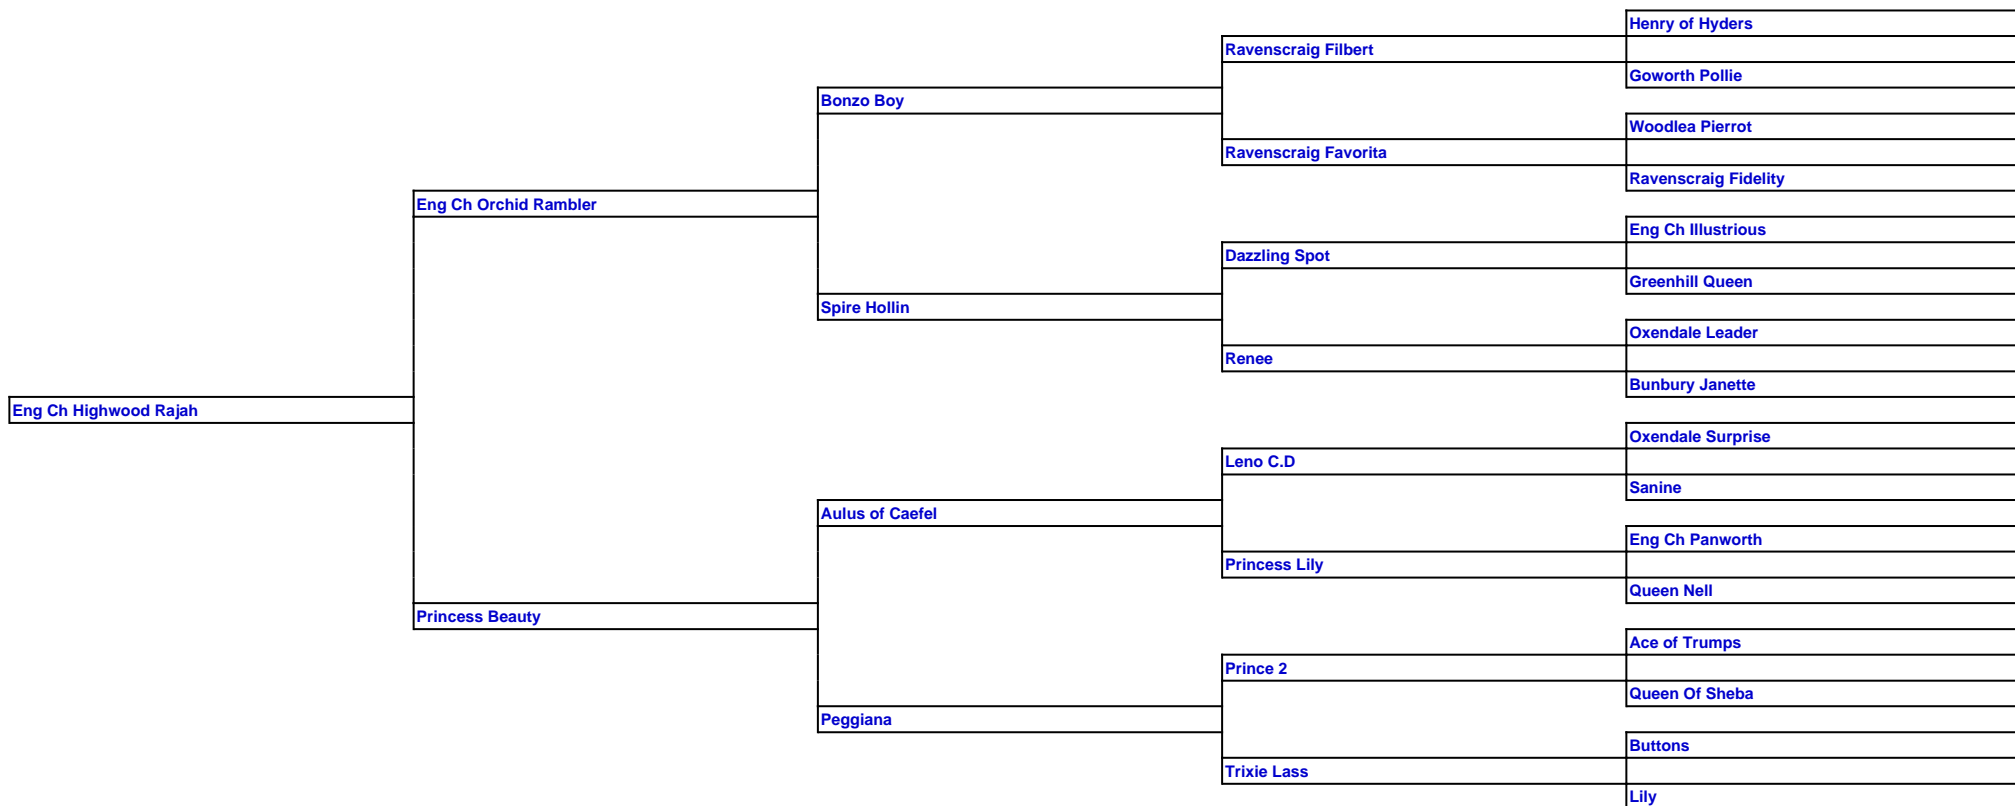 Henry of Hyders
Ravenscraig Filbert
Goworth Pollie
Bonzo Boy
Woodlea Pierrot
Ravenscraig Favorita
Ravenscraig Fidelity
Eng Ch Orchid Rambler
Eng Ch Illustrious
Dazzling Spot
Greenhill Queen
Spire Hollin
Oxendale Leader
Renee
Bunbury Janette
Eng Ch Highwood Rajah
Oxendale Surprise
Leno C.D
Sanine
Aulus of Caefel
Eng Ch Panworth
Princess Lily
Queen Nell
Princess Beauty
Ace of Trumps
Prince 2
Queen Of Sheba
Peggiana
Buttons
Trixie Lass
Lily